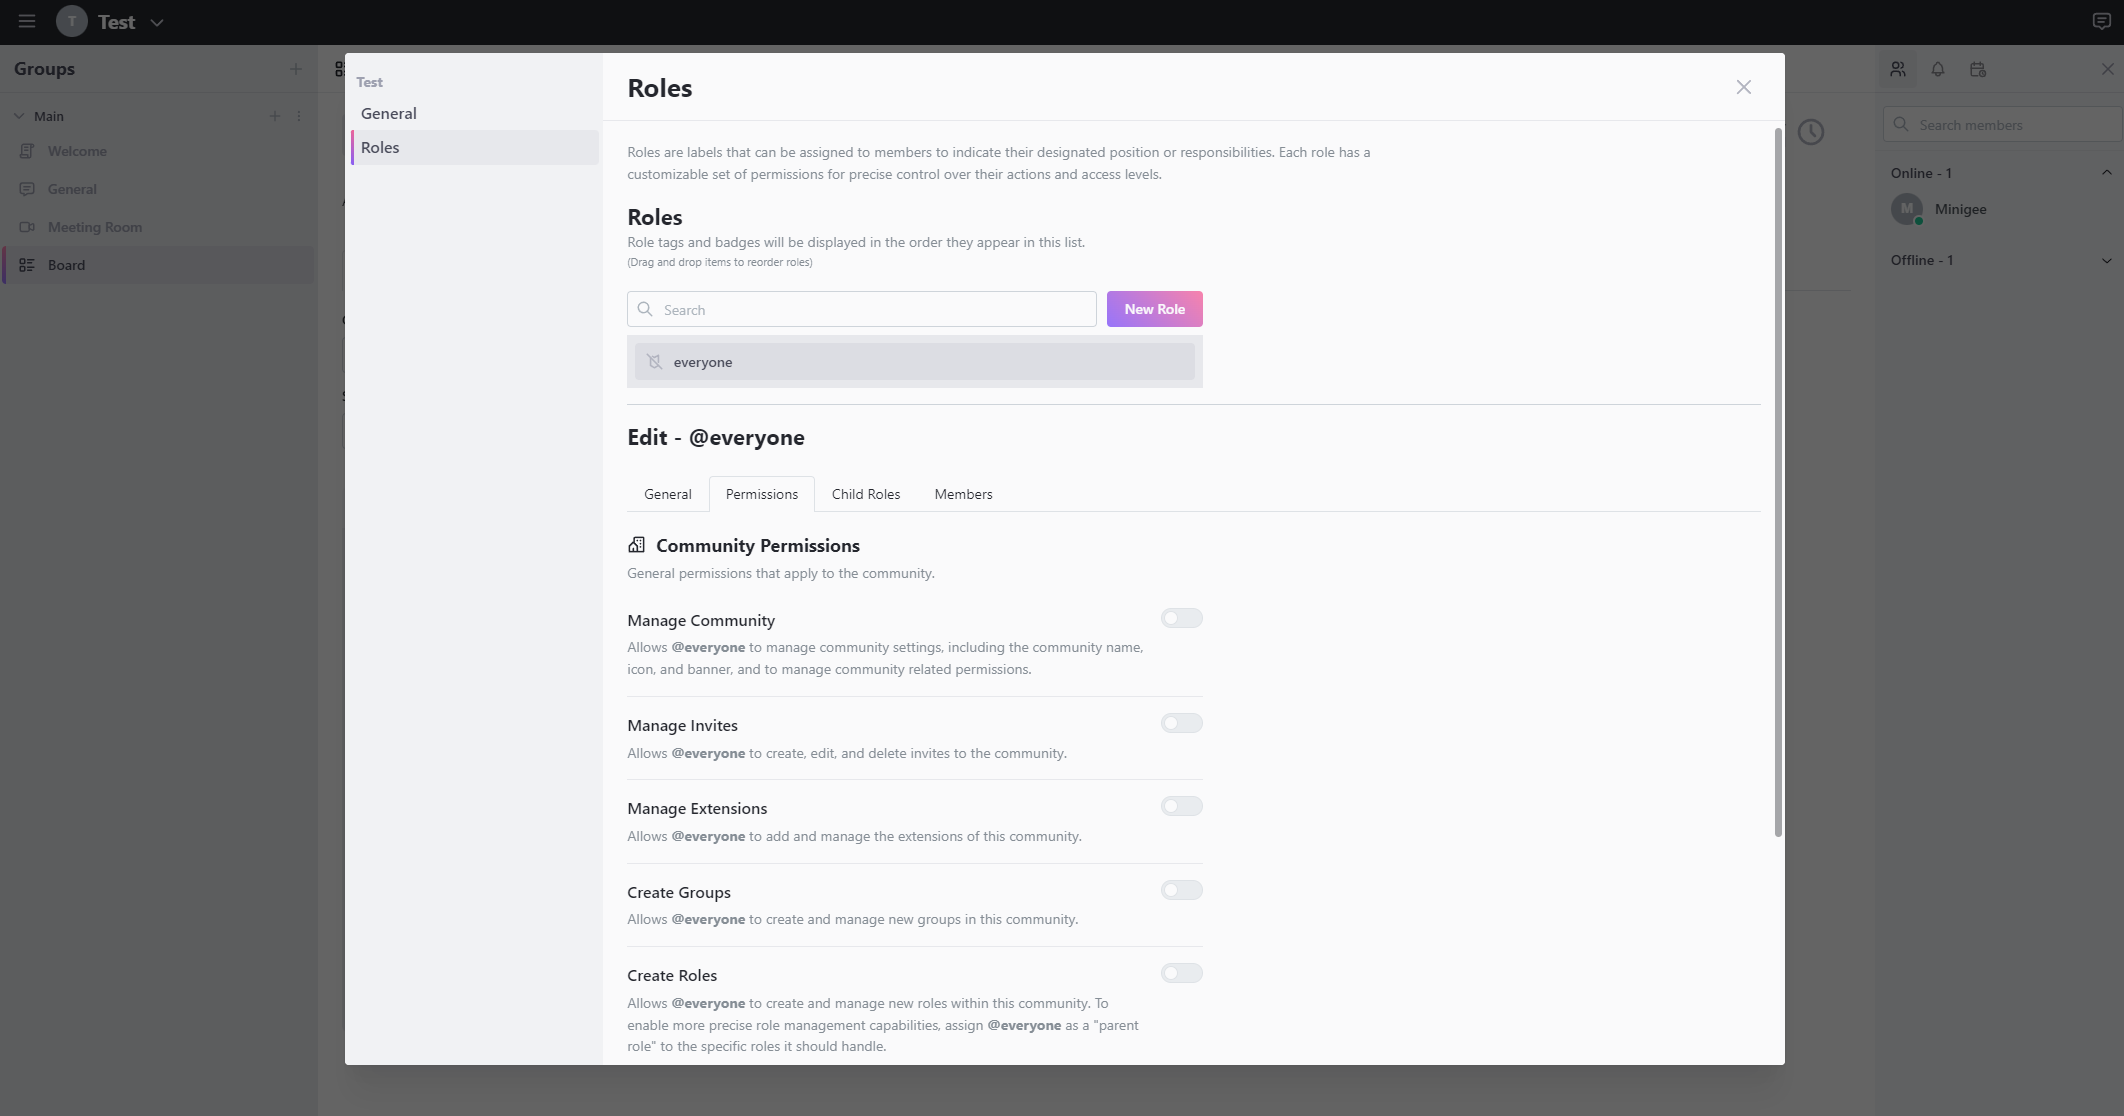 T Test
Groups
Main
Welcome
General
Meeting Room
Board
Test
General
Roles
Roles
Roles are labels that can be assigned to members to indicate their designated position or responsibilities. Each role has a
customizable set of permissions for precise control over their actions and access levels.
Roles
Role tags and badges will be displayed in the order they appear in this list.
(Drag and drop items to reorder roles)
Search
New Role
everyone
Edit - @everyone
General Permissions Child Roles Members
Community Permissions
General permissions that apply to the community.
Manage Community
Allows @everyone to manage community settings, including the community name,
icon, and banner, and to manage community related permissions.
Manage Invites
Allows @everyone to create, edit, and delete invites to the community.
Manage Extensions
Allows @everyone to add and manage the extensions of this community.
Create Groups
Allows @everyone to create and manage new groups in this community.
Create Roles
Allows @everyone to create and manage new roles within this community. To
enable more precise role management capabilities, assign @everyone as a "parent
role" to the specific roles it should handle.
Search members
Online - 1
M Minigee
Offline - 1